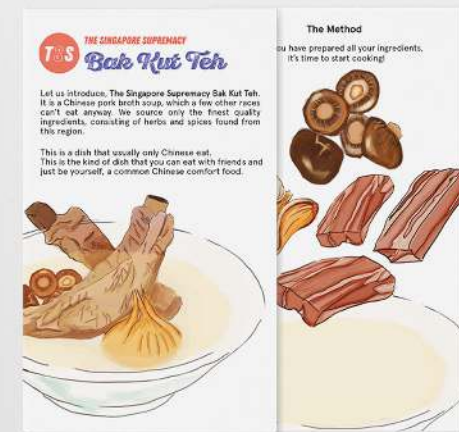 T&S
THE SINGAPORE SUPREMACY
Bak Kut Teh
Let us introduce, The Singapore Supremacy Bak Kut Teh.
It is a Chinese pork broth soup, which a few other races
can't eat anyway. We source only the finest quality
ingredients, consisting of herbs and spices found from
this region.
This is a dish that usually only Chinese eat.
This is the kind of dish that you can eat with friends and
just be yourself, a common Chinese comfort food.
The Method
ou have prepared all your ingredients,
it's time to start cooking!